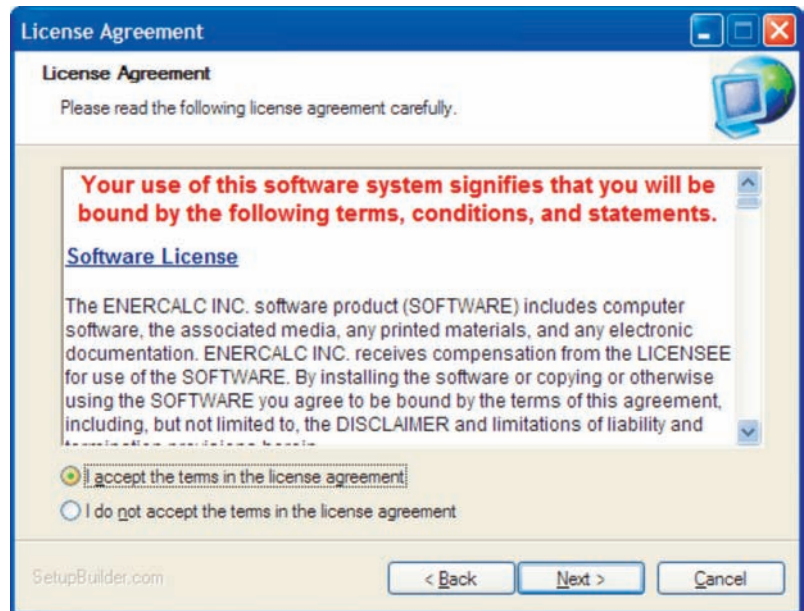 License Agreement
License Agreement
Please read the following license agreement carefully.
Your use of this software system signifies that you will be
bound by the following terms, conditions, and statements.
Software License
The ENERCALC INC. software product (SOFTWARE) includes computer
software, the associated media, any printed materials, and any electronic
documentation. ENERCALC INC. receives compensation from the LICENSEE
for use of the SOFTWARE. By installing the software or copying or otherwise
using the SOFTWARE you agree to be bound by the terms of this agreement,
including, but not limited to, the DISCLAIMER and limitations of liability and
termination provisions herein
I accept the terms in the license agreement
I do not accept the terms in the license agreement
SetupBuilder.com
< Back
Next >
Cancel